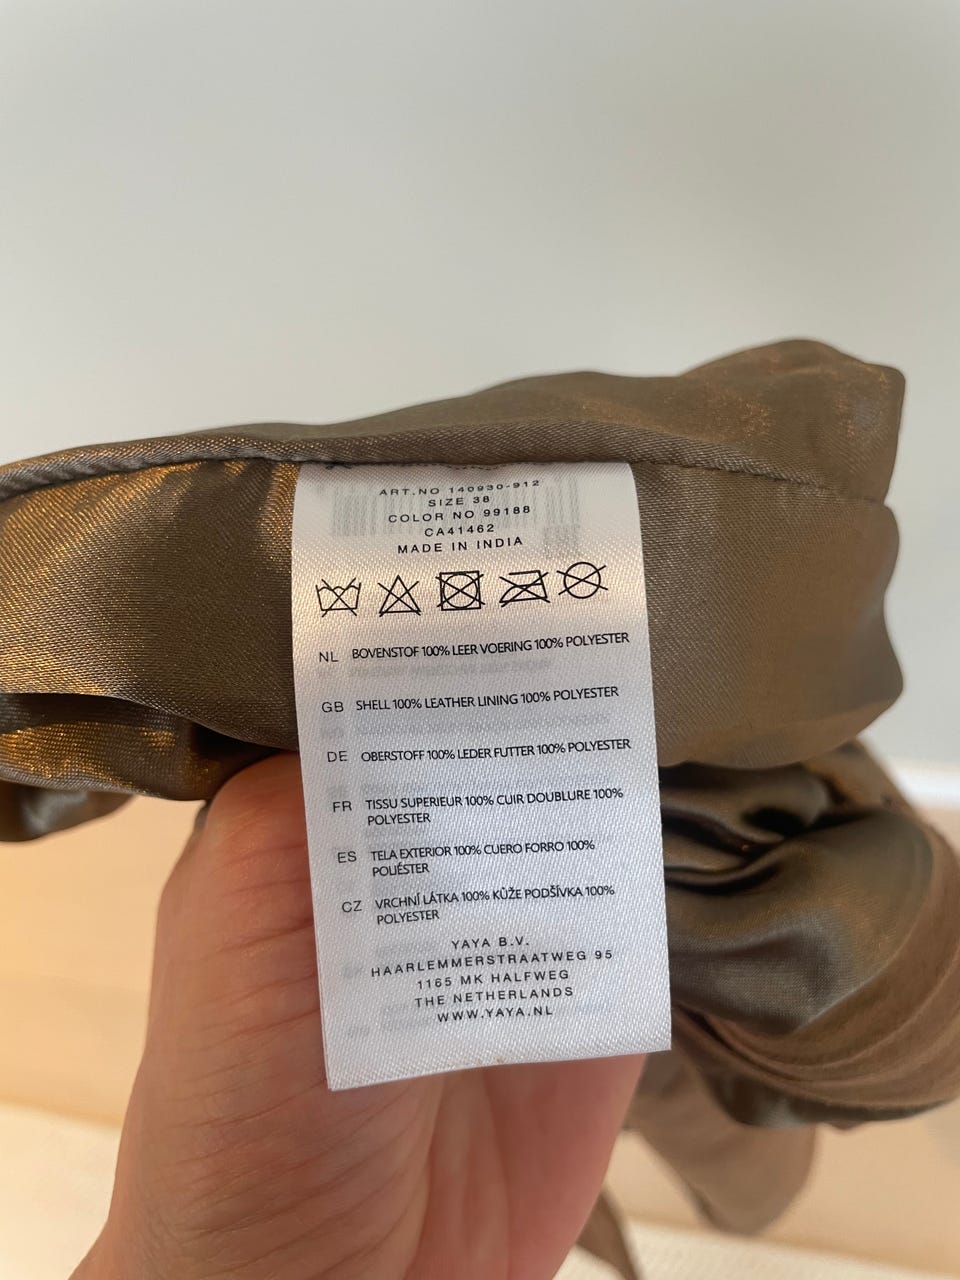 ART.NO 140930-912
SIZE 38
COLOR NO 99188
CA41462
MADE IN INDIA
NL BOVENSTOF 100% LEER VOERING 100% POLYESTER
GB SHELL 100% LEATHER LINING 100% POLYESTER
DE OBERSTOFF 100% LEDER FUTTER 100% POLYESTER
FR TISSU SUPERIEUR 100% CUIR DOUBLURE 100%
POLYESTER
ES TELA EXTERIOR 100% CUERO FORRO 100%
POLIÉSTER
CZ VRCHNÍ LÁTKA 100% KŮŽE PODŠÍVKA 100%
POLYESTER
YAYA B.V.
HAARLEMMERSTRAATWEG 95
1165 MK HALFWEG
THE NETHERLANDS
WWW.YAYA.NL